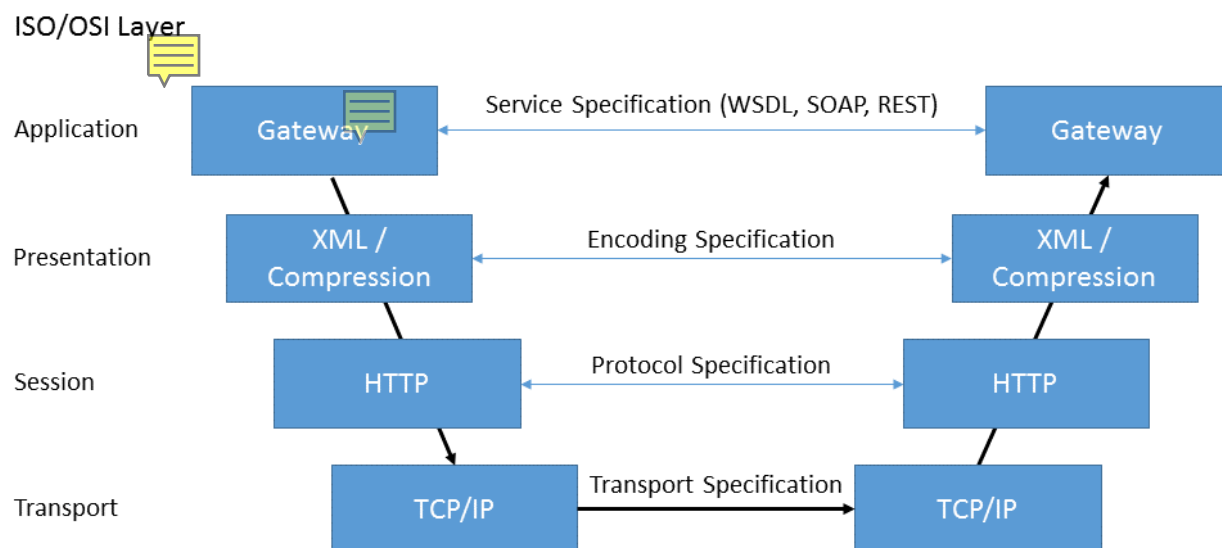 ISO/OSI Layer
Application
Gateway
Service Specification (WSDL, SOAP, REST)
Gateway
Presentation
XML /
Compression
Encoding Specification
XML /
Compression
Session
HTTP
Protocol Specification
HTTP
Transport
TCP/IP
Transport Specification
TCP/IP